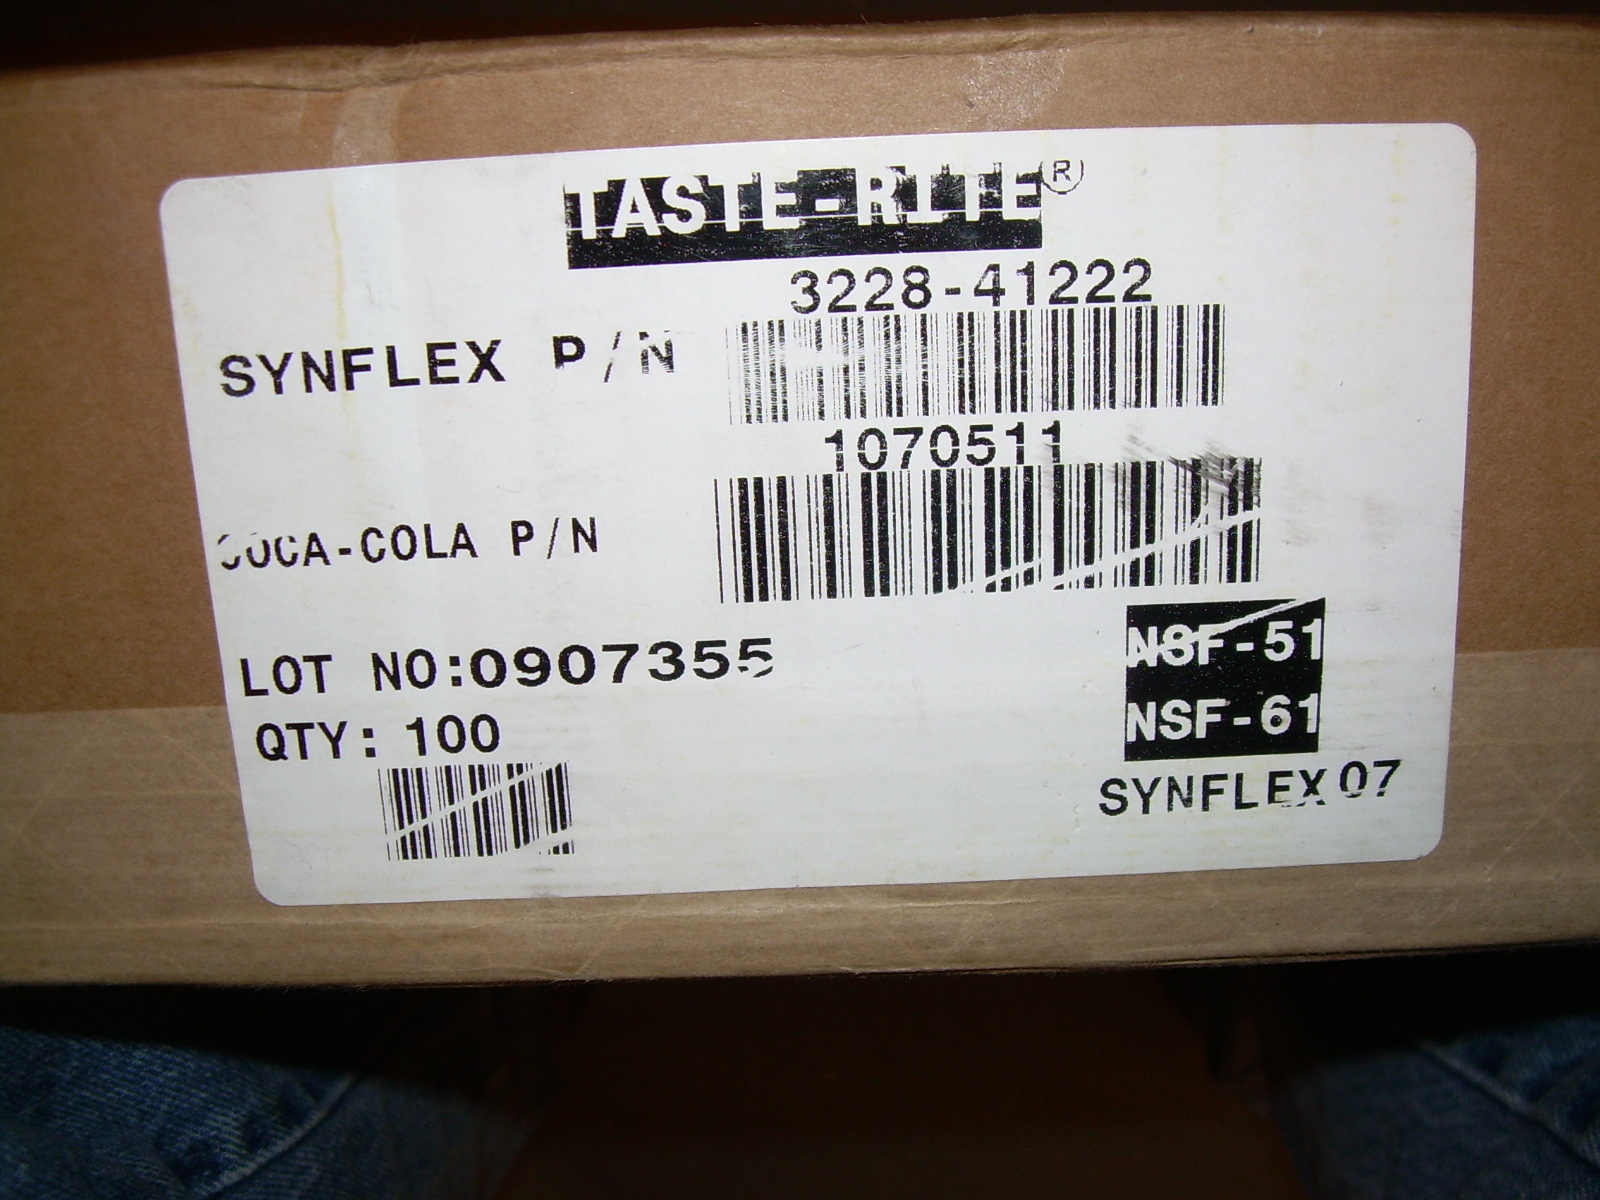 TASTE-RITE®
3228-41222
SYNFLEX P/N
1070511
COCA-COLA P/N
LOT NO:0907355
QTY: 100
NSF-51
NSF-61
SYNFLEX 07